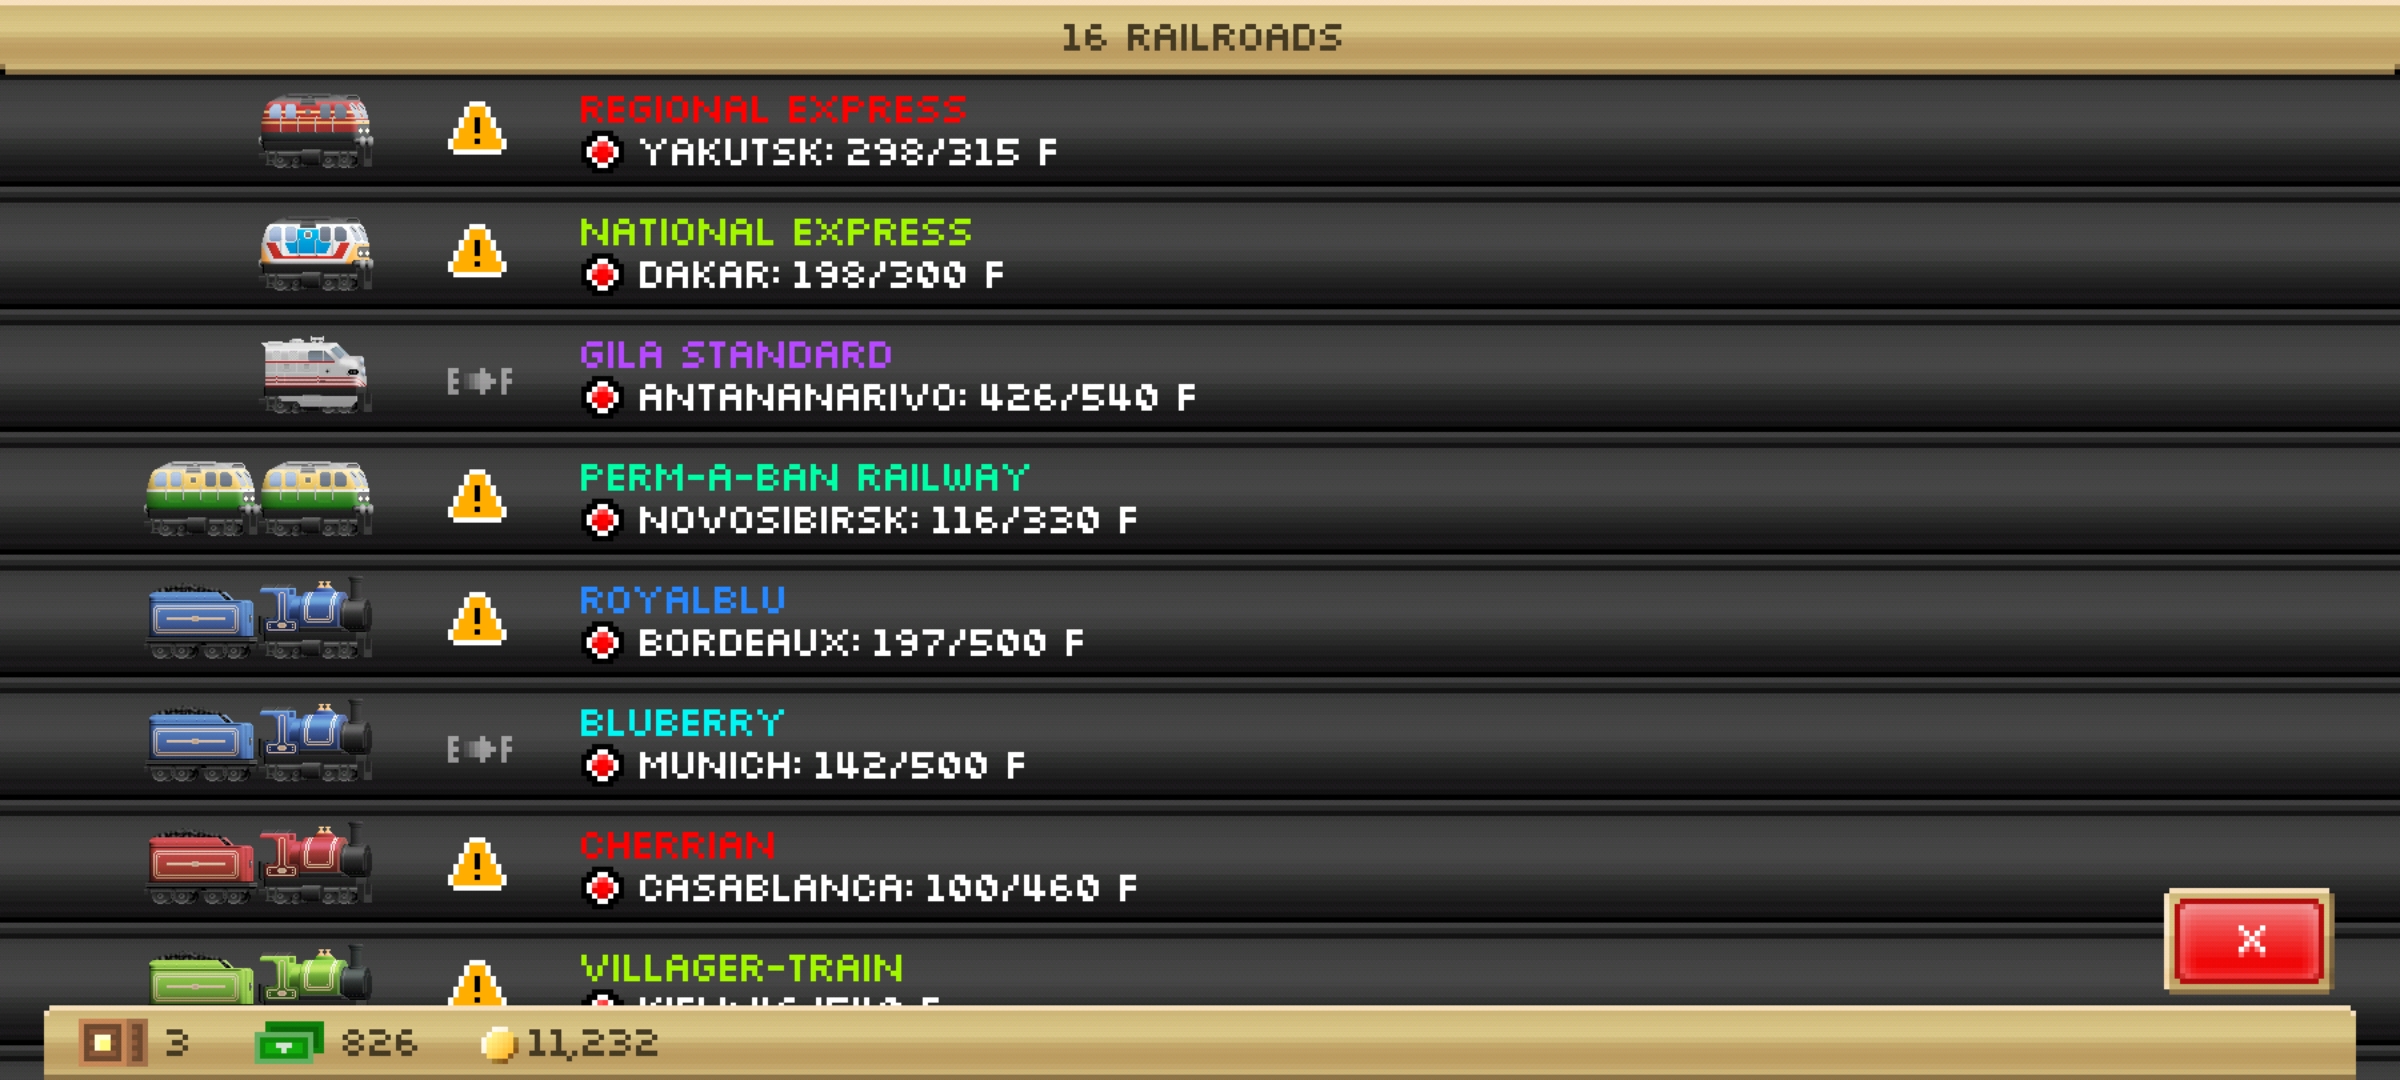 16 RAILROADS
REGIONAL EXPRESS
YAKUTSK: 298/315 F
NATIONAL EXPRESS
DAKAR: 198/300 F
GILA STANDARD
E F
ANTANANARIVO: 426/540 F
PERM-A-BAN RAILWAY
NOVOSIBIRSK: 116/330 F
ROYALBLU
BORDEAUX: 197/500 F
BLUBERRY
E F
MUNICH: 142/500 F
CHERRIAN
CASABLANCA: 100/460 F
X
VILLAGER-TRAIN
3 826 11,232